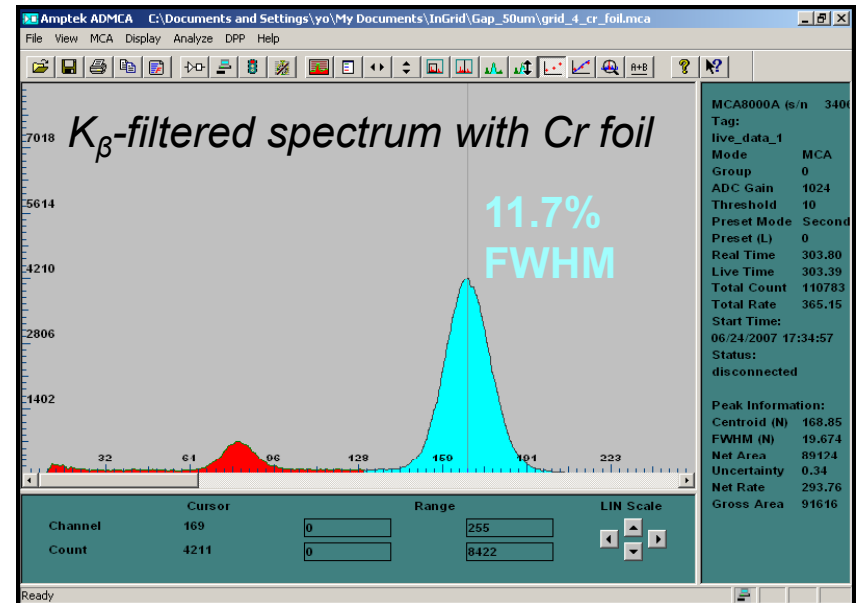 Amptek ADMCA C:\Documents and Settings\yo\My Documents\InGrid\Gap_50um\grid_4_cr_foil.mca
File View MCA Display Analyze DPP Help
A+B
Kβ-filtered spectrum with Cr foil
11.7%
FWHM
7018
5614
4210
2806
1402
32 64 96 128 160 191 223
MCA8000A (s/n 3406
Tag:
live_data_1
Mode MCA
Group 0
ADC Gain 1024
Threshold 10
Preset Mode Second
Preset (L) 0
Real Time 303.80
Live Time 303.39
Total Count 110783
Total Rate 365.15
Start Time:
06/24/2007 17:34:57
Status:
disconnected
Peak Information:
Centroid (N) 168.85
FWHM (N) 19.674
Net Area 89124
Uncertainty 0.34
Net Rate 293.76
Gross Area 91616
Cursor Range LIN Scale
Channel 169 0 255
Count 4211 0 8422
Ready